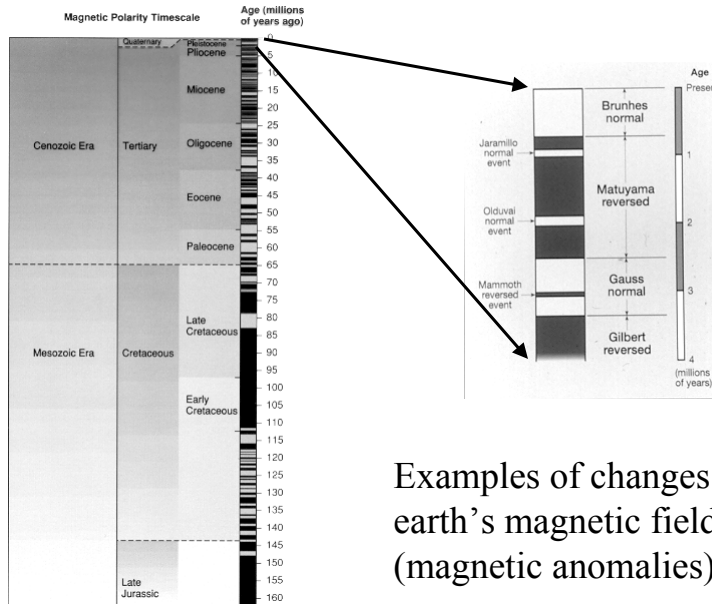 Magnetic Polarity Timescale
Age (millions
of years ago)
Quaternary
Pleistocene
Pliocene
Miocene
Cenozoic Era
Tertiary
Oligocene
Eocene
Paleocene
Late
Cretaceous
Mesozoic Era
Cretaceous
Early
Cretaceous
Late
Jurassic
0
5
10
15
20
25
30
35
40
45
50
55
60
65
70
75
80
85
90
95
100
105
110
115
120
125
130
135
140
145
150
155
160
Age
Presen
Brunhes
normal
Jaramillo
normal
event
1
Matuyama
reversed
Olduvai
normal
event
2
Gauss
normal
Mammoth
reversed
event
3
Gilbert
reversed
4
(millions
of years)
Examples of changes
earth's magnetic field
(magnetic anomalies)